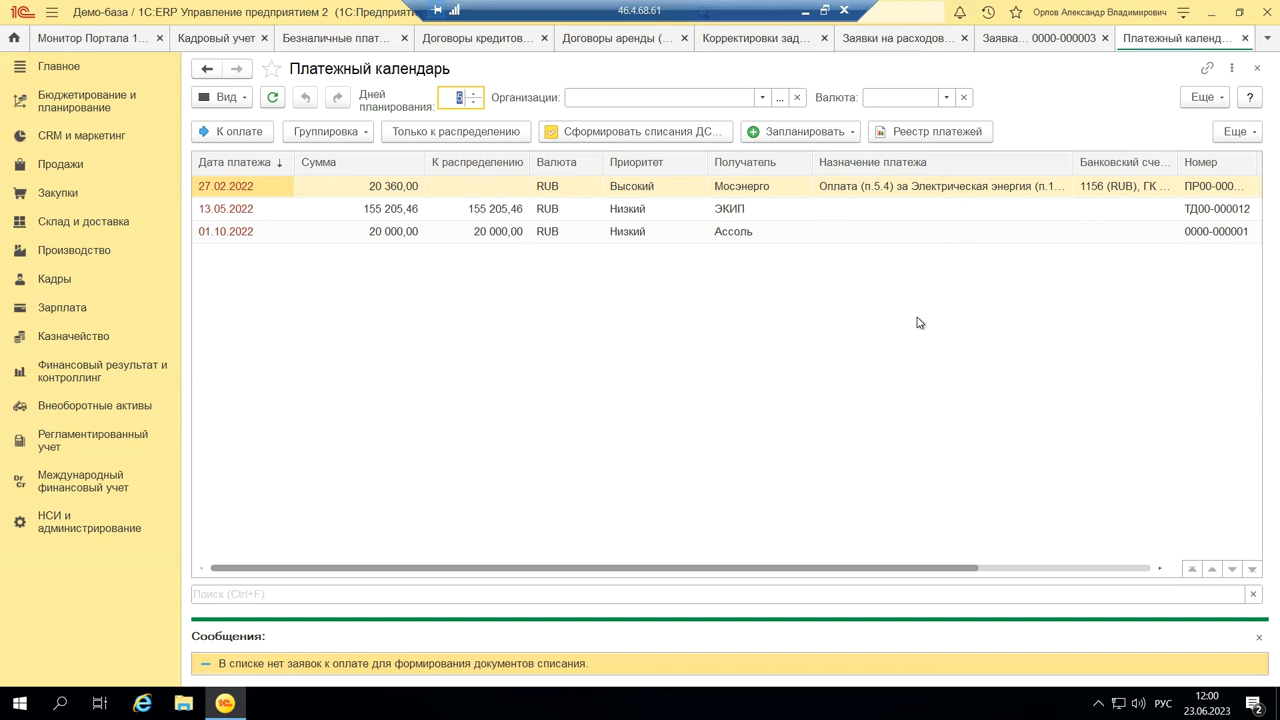 Демо-база / 1С:ERP Управление предприятием 2 (1С:Предприяти
46.4.68.61
Орлов Александр Владимирович
Монитор Портала 1...
Кадровый учет
Безналичные плат...
Договоры кредитов...
Договоры аренды (...
Корректировки зад...
Заявки на расходов...
Заявка... 0000-000003
Платежный календ...
Главное
Бюджетирование и
планирование
CRM и маркетинг
Продажи
Закупки
Склад и доставка
Производство
Кадры
Зарплата
Казначейство
Финансовый результат и
контроллинг
Внеоборотные активы
Регламентированный
учет
Dr
Cr
Международный
финансовый учет
НСИ и
администрирование
Платежный календарь
Вид
Дней
планирования:
5
Организации:
...
Валюта:
Еще
?
К оплате
Группировка
Только к распределению
Сформировать списания ДС...
Запланировать
Реестр платежей
Еще
Дата платежа ↓ Сумма К распределению Валюта Приоритет Получатель Назначение платежа Банковский сче... Номер
27.02.2022 20 360,00 RUB Высокий Мосэнерго Оплата (п.5.4) за Электрическая энергия (п.1... 1156 (RUB), ГК ... ПР00-000...
13.05.2022 155 205,46 155 205,46 RUB Низкий ЭКИП ТД00-000012
01.10.2022 20 000,00 20 000,00 RUB Низкий Ассоль 0000-000001
Поиск (Ctrl+F)
Сообщения:
В списке нет заявок к оплате для формирования документов списания.
РУС
12:00
23.06.2023
2